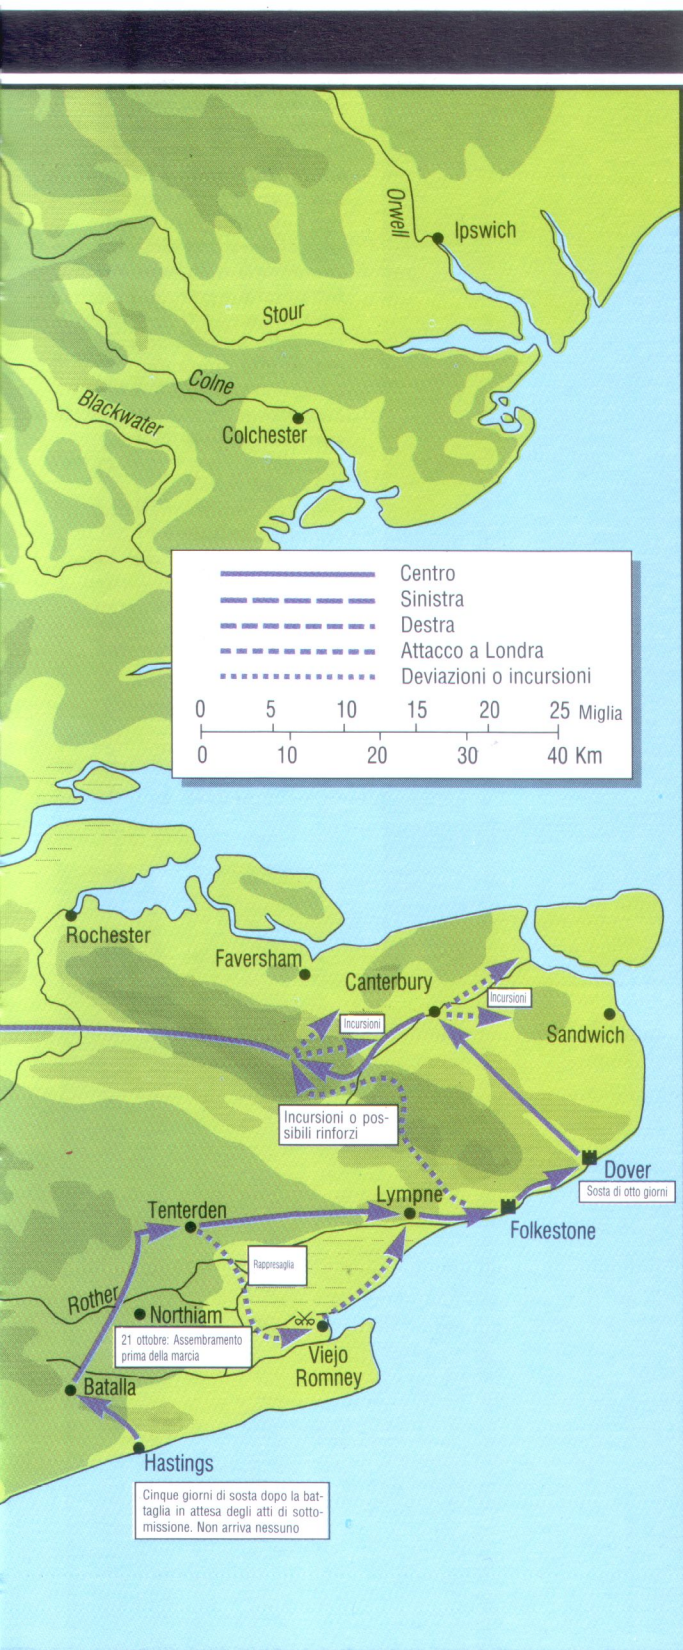 Orwell
Ipswich
Stour
Colne
Blackwater
Colchester
Centro
Sinistra
Destra
Attacco a Londra
Deviazioni o incursioni
0 5 10 15 20 25 Miglia
0 10 20 30 40 Km
Rochester
Faversham
Canterbury
Incursioni
Incursioni
Sandwich
Incursioni o pos-
sibili rinforzi
Dover
Sosta di otto giorni
Tenterden
Lympne
Folkestone
Rappresaglia
Rother
Northiam
21 ottobre: Assembramento
prima della marcia
Viejo
Romney
Batalla
Hastings
Cinque giorni di sosta dopo la bat-
taglia in attesa degli atti di sotto-
missione. Non arriva nessuno